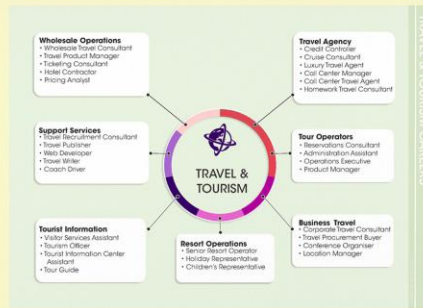 Wholesale Operations
• Wholesale Travel Consultant
• Travel Product Manager
• Ticketing Consultant
• Hotel Contractor
• Pricing Analyst
Travel Agency
• Credit Controller
• Cruise Consultant
• Luxury Travel Agent
• Call Center Manager
• Call Center Travel Agent
• Homework Travel Consultant
Support Services
• Travel Recruitment Consultant
• Travel Publisher
• Web Developer
• Travel Writer
• Coach Driver
TRAVEL &
TOURISM
Tour Operators
• Reservations Consultant
• Administration Assistant
• Operations Executive
• Product Manager
Tourist Information
• Visitor Services Assistant
• Tourism Officer
• Tourist Information Center
Assistant
• Tour Guide
Resort Operations
• Senior Resort Operator
• Holiday Representative
• Children's Representative
Business Travel
• Corporate Travel Consultant
• Travel Procurement Buyer
• Conference Organiser
• Location Manager